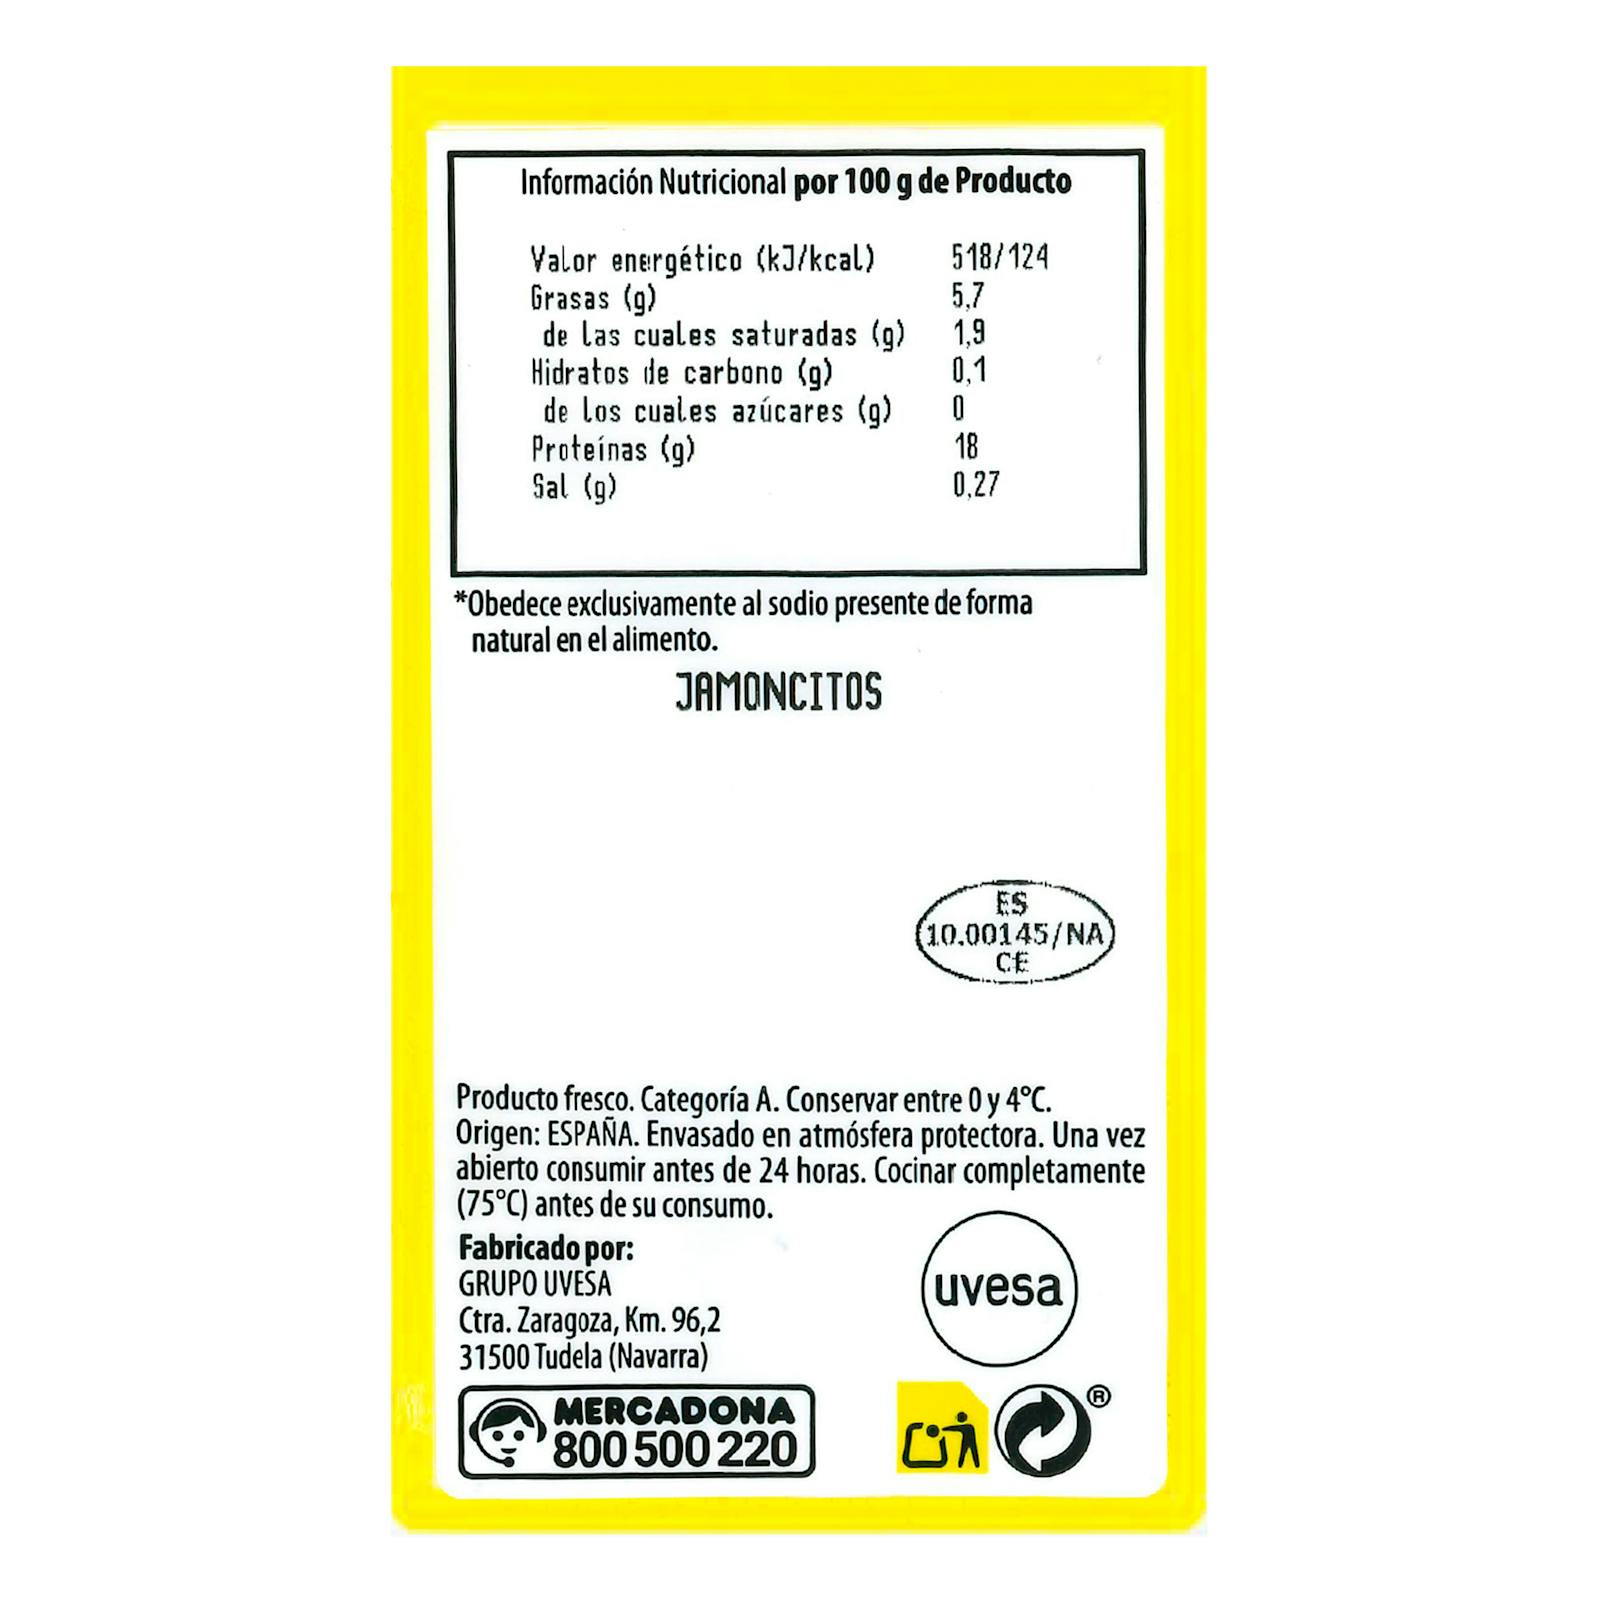 Información Nutricional por 100 g de Producto
Valor energético (kJ/kcal) 518/124
Grasas (g) 5,7
de las cuales saturadas (g) 1,9
Hidratos de carbono (g) 0,1
de los cuales azúcares (g) 0
Proteínas (g) 18
Sal (g) 0,27
*Obedece exclusivamente al sodio presente de forma
natural en el alimento.
JAMONCITOS
ES
10.00145/NA
CE
Producto fresco. Categoría A. Conservar entre 0 y 4°C.
Origen: ESPAÑA. Envasado en atmósfera protectora. Una vez
abierto consumir antes de 24 horas. Cocinar completamente
(75°C) antes de su consumo.
Fabricado por:
GRUPO UVESA
Ctra. Zaragoza, Km. 96,2
31500 Tudela (Navarra)
uvesa
MERCADONA
800 500 220
®